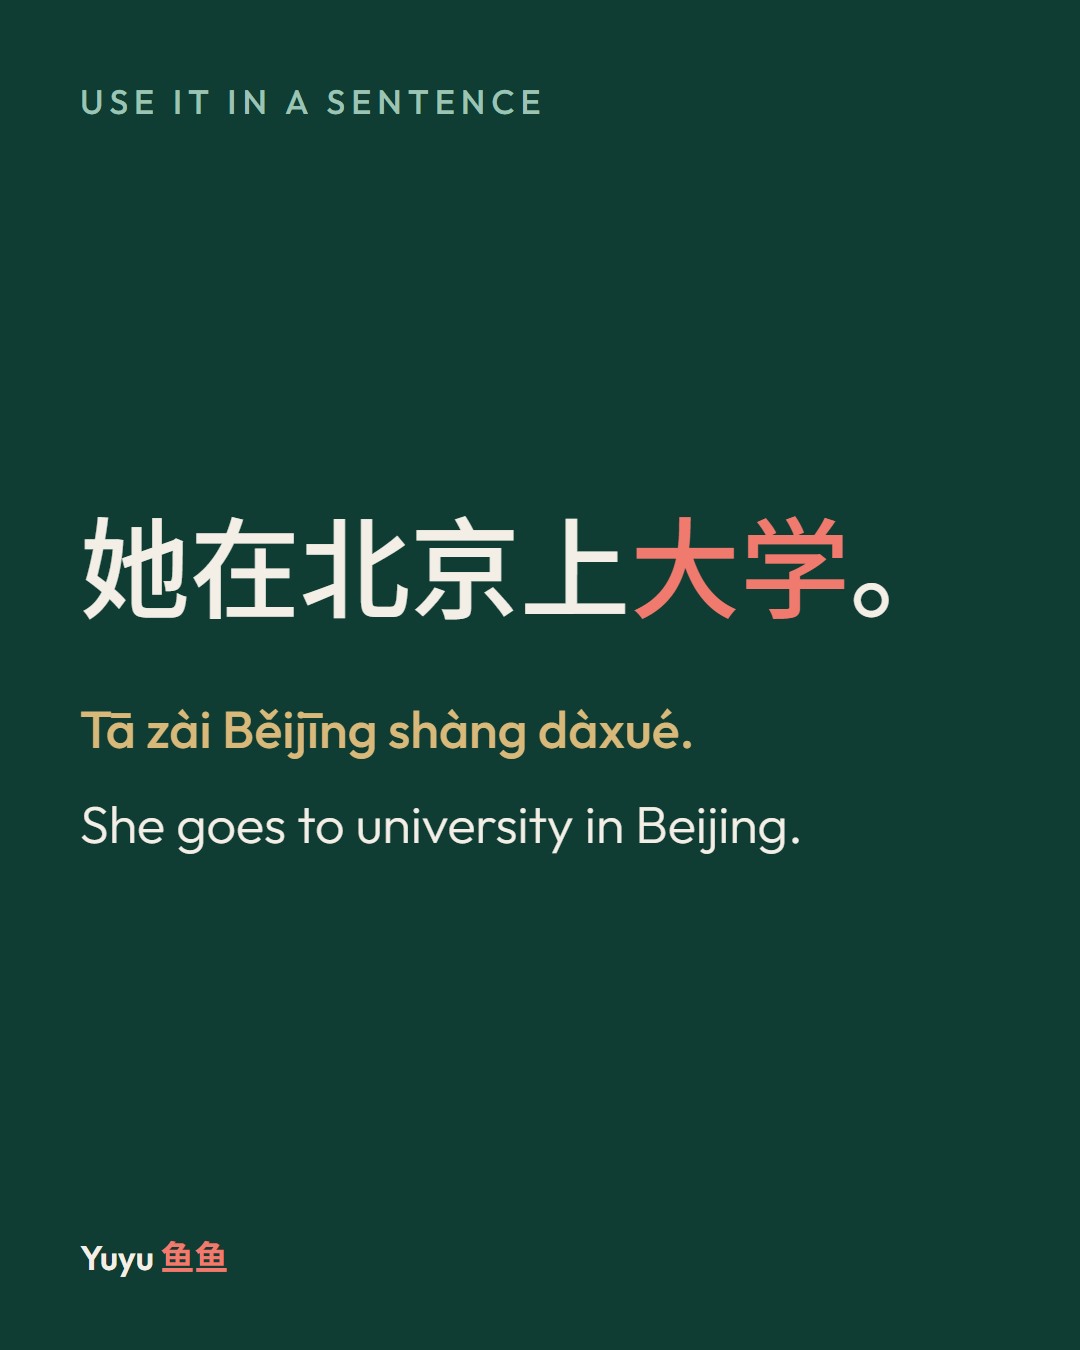 USE IT IN A SENTENCE
她在北京上大学。
Tā zài Běijīng shàng dàxué.
She goes to university in Beijing.
Yuyu 鱼鱼